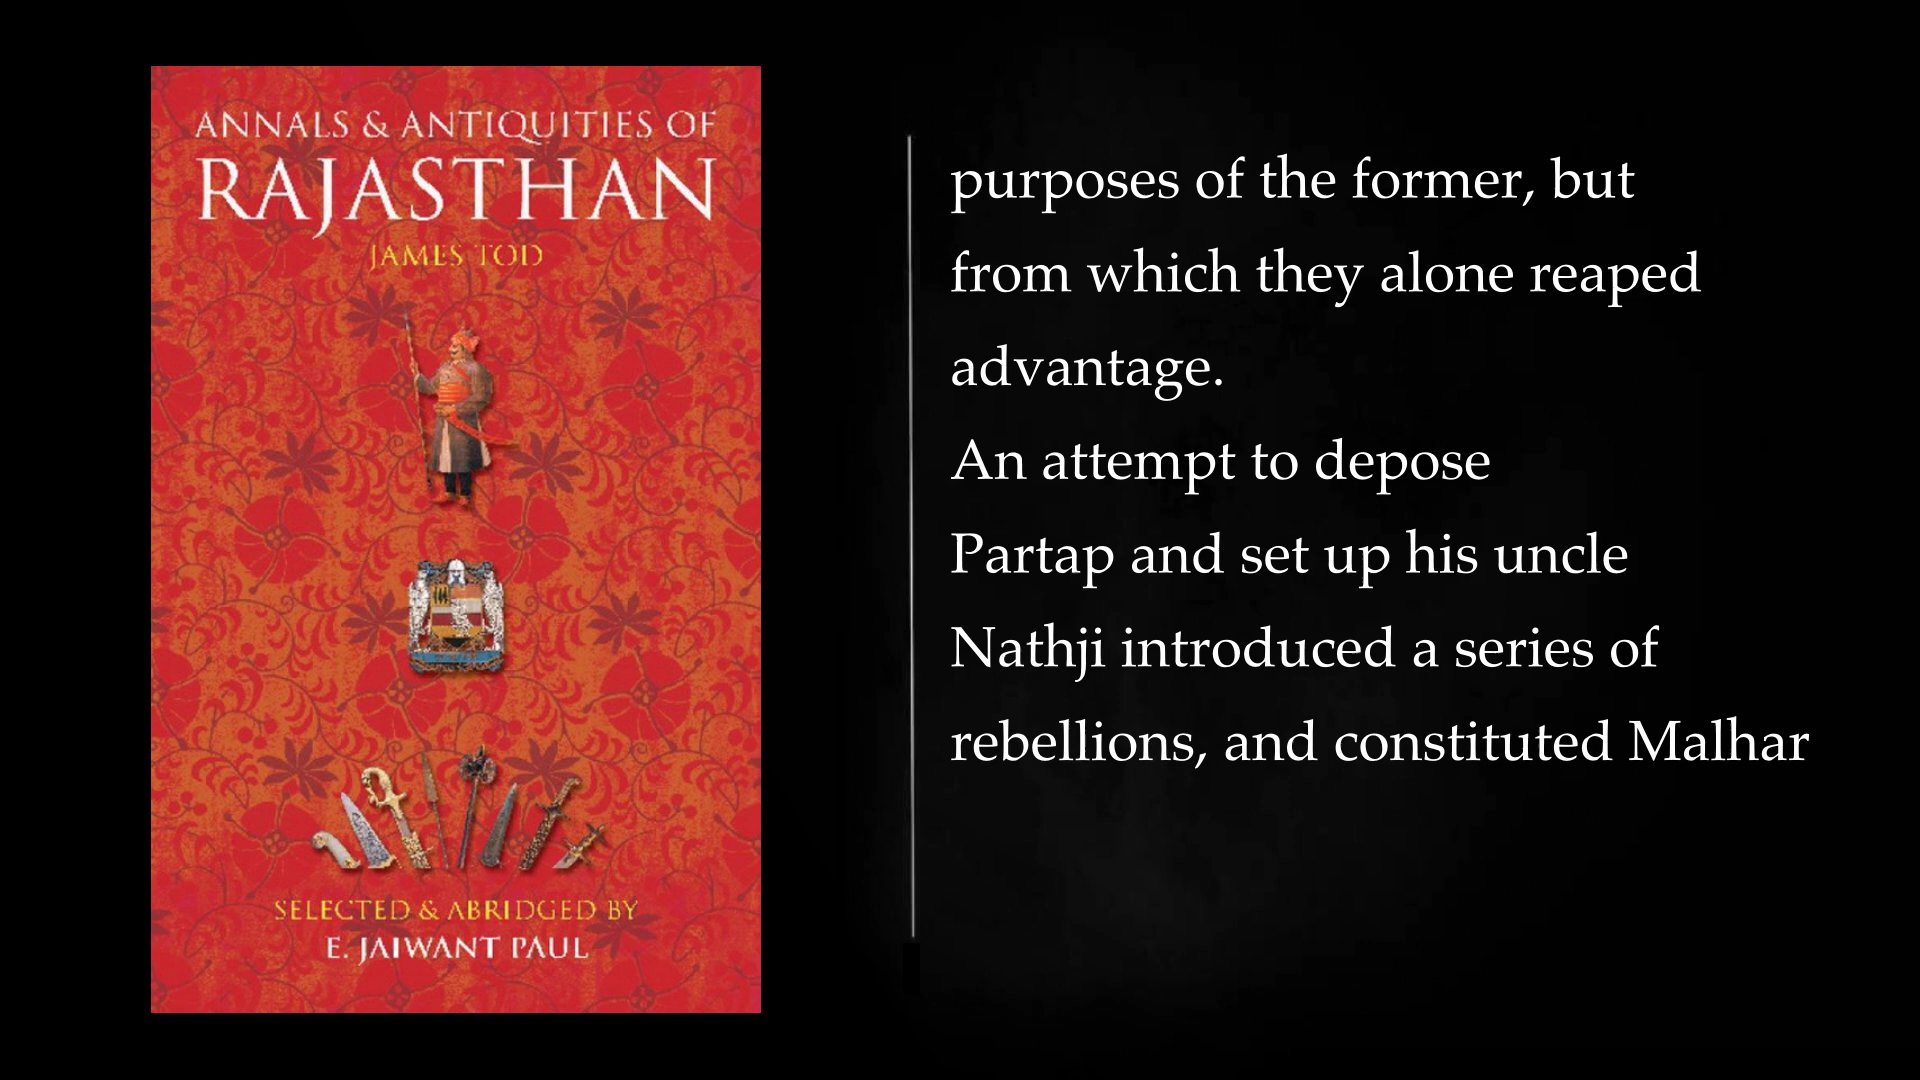 ANNALS & ANTIQUITIES OF
RAJASTHAN
JAMES TOD
SELECTED & ABRIDGED BY
E. JAIWANT PAUL
purposes of the former, but
from which they alone reaped
advantage.
An attempt to depose
Partap and set up his uncle
Nathji introduced a series of
rebellions, and constituted Malhar